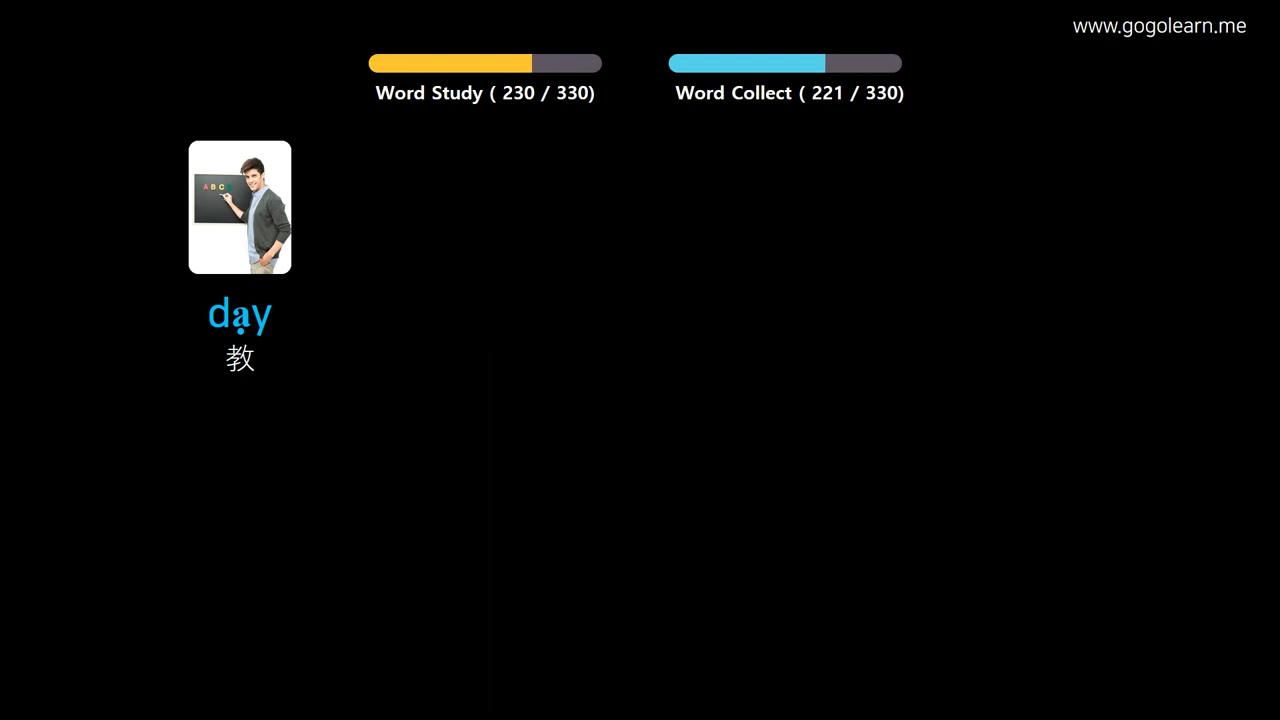 www.gogolearn.me
Word Study ( 230 / 330)
Word Collect ( 221 / 330)
A B C
dạy
教